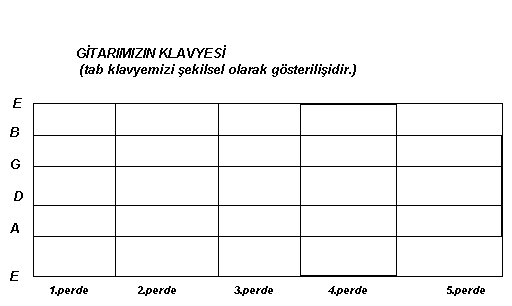 GİTARIMIZIN KLAVYESİ
(tab klavyemizi şekilsel olarak gösterilişidir.)
E
B
G
D
A
E
1.perde 2.perde 3.perde 4.perde 5.perde